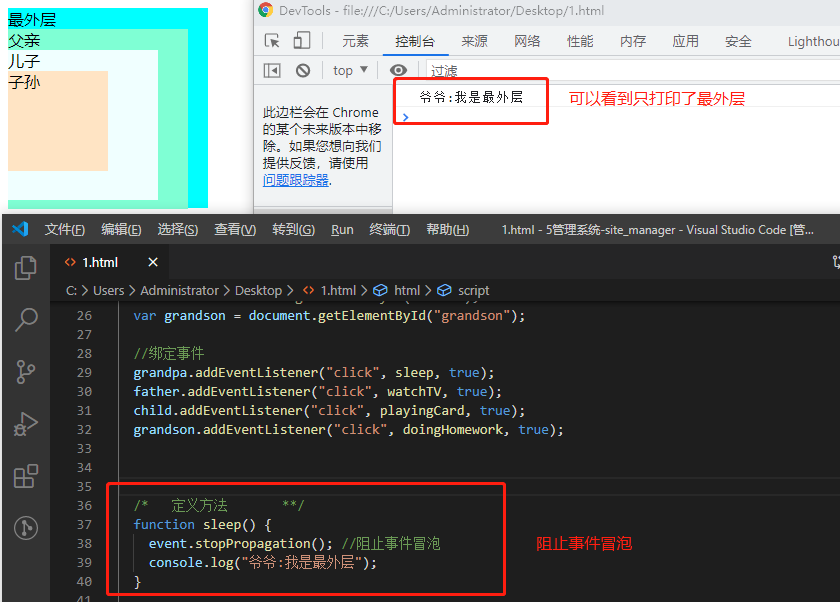 最外层
父亲
儿子
子孙
DevTools - file:///C:/Users/Administrator/Desktop/1.html
元素 控制台 来源 网络 性能 内存 应用 安全 Lighthou
top ▼ 过滤
此边栏会在 Chrome
的某个未来版本中移
除。如果您想向我们
提供反馈，请使用
问题跟踪器.
爷爷:我是最外层
可以看到只打印了最外层
文件(F) 编辑(E) 选择(S) 查看(V) 转到(G) Run 终端(T) 帮助(H) 1.html - 5管理系统-site_manager - Visual Studio Code [管...
1.html
C: > Users > Administrator > Desktop > 1.html > html > script
26 var grandson = document.getElementById("grandson");
27
28 //绑定事件
29 grandpa.addEventListener("click", sleep, true);
30 father.addEventListener("click", watchTV, true);
31 child.addEventListener("click", playingCard, true);
32 grandson.addEventListener("click", doingHomework, true);
33
34
35
36 /* 定义方法 **/
37 function sleep() {
38 event.stopPropagation(); //阻止事件冒泡
39 console.log("爷爷:我是最外层");
40 }
41
阻止事件冒泡